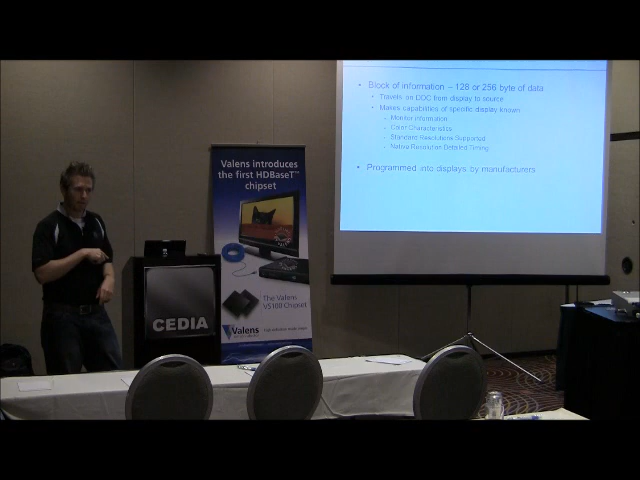 Block of information – 128 or 256 byte of data
Travels on DDC from display to source
Makes capabilities of specific display known
Monitor Information
Color Characteristics
Standard Resolutions Supported
Native Resolution Detailed Timing
Programmed into displays by manufacturers
Valens introduces
the first HDBaseT™
chipset
The Valens
VS100 Chipset
Valens
CEDIA